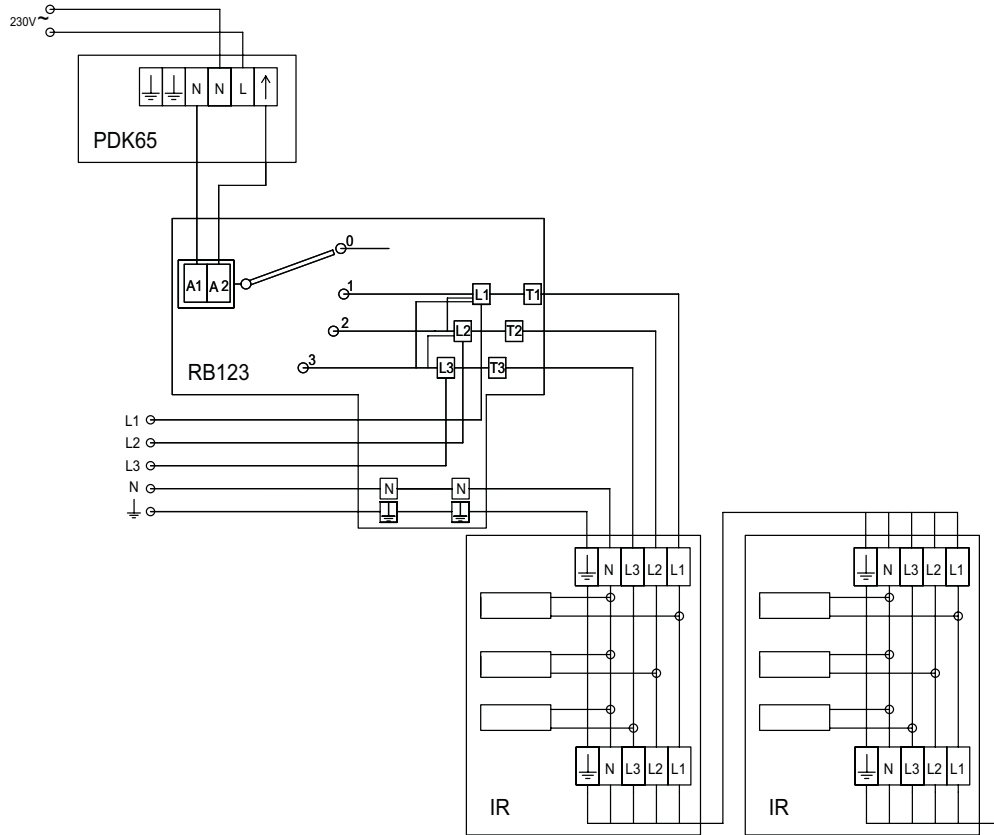 230V~
N N L ↑
PDK65
A1 A2
0
1
L1 T1
2
L2 T2
3
L3 T3
RB123
L1
L2
L3
N
N N
N L3 L2 L1
N L3 L2 L1
N L3 L2 L1
N L3 L2 L1
IR
IR